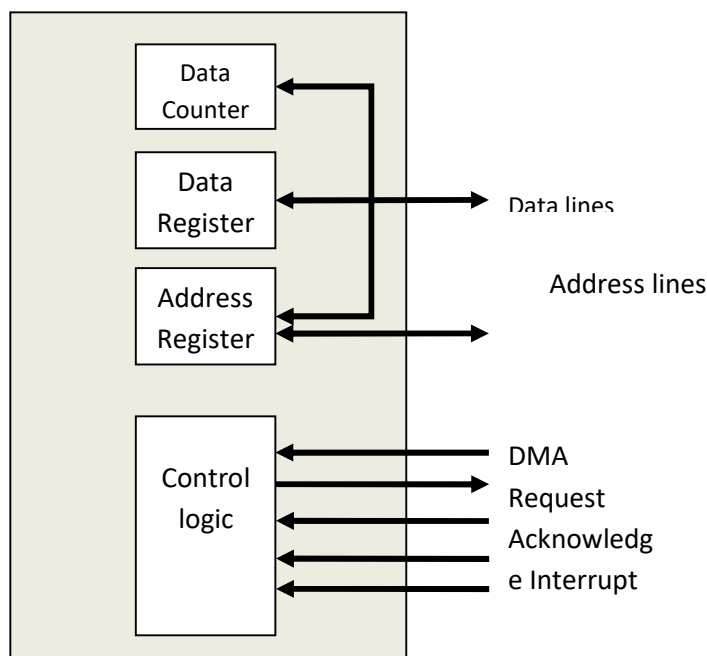 Data
Counter
Data
Register
Data lines
Address
Register
Address lines
Control
logic
DMA
Request
Acknowledg
e Interrupt